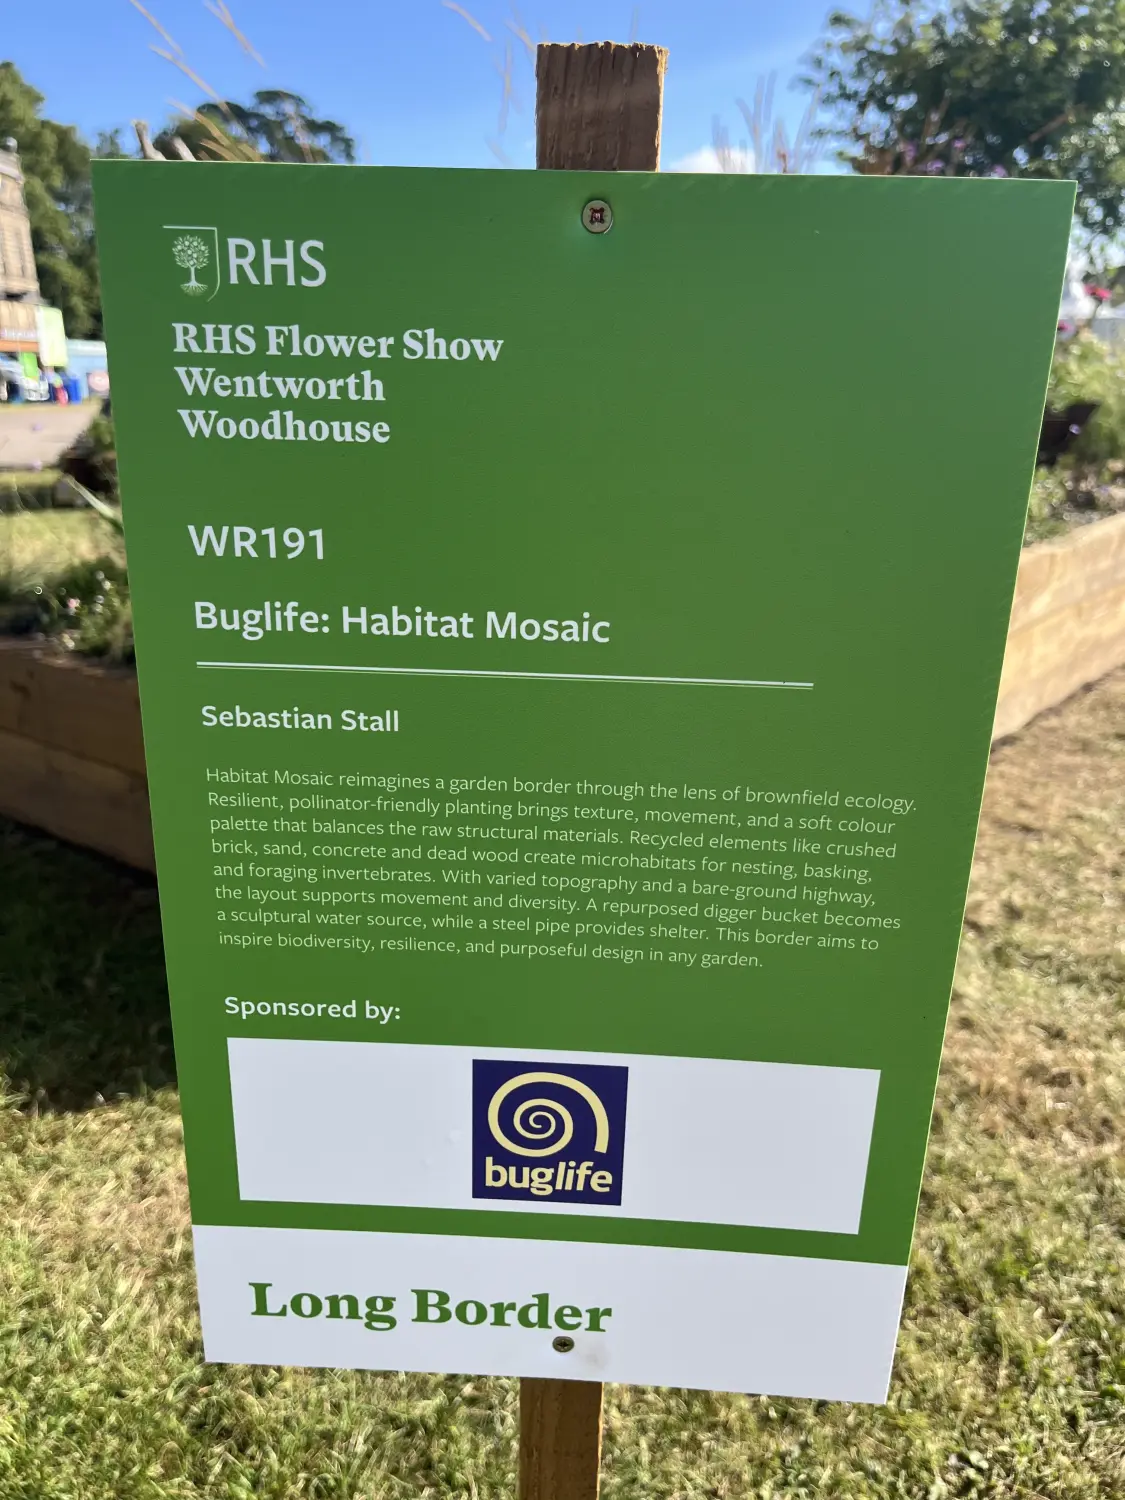 RHS
RHS Flower Show
Wentworth
Woodhouse
WR191
Buglife: Habitat Mosaic
Sebastian Stall
Habitat Mosaic reimagines a garden border through the lens of brownfield ecology.
Resilient, pollinator-friendly planting brings texture, movement, and a soft colour
palette that balances the raw structural materials. Recycled elements like crushed
brick, sand, concrete and dead wood create microhabitats for nesting, basking,
and foraging invertebrates. With varied topography and a bare-ground highway,
the layout supports movement and diversity. A repurposed digger bucket becomes
a sculptural water source, while a steel pipe provides shelter. This border aims to
inspire biodiversity, resilience, and purposeful design in any garden.
Sponsored by:
buglife
Long Border